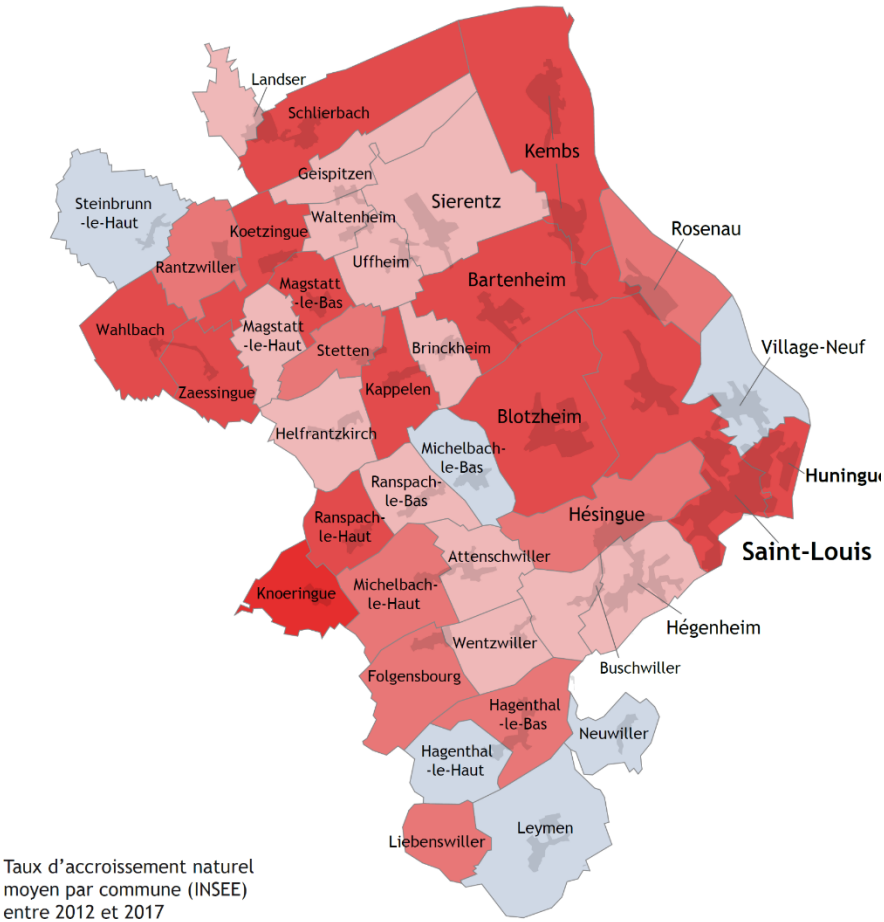 Landser
Schlierbach
Kembs
Geispitzen
Steinbrunn
-le-Haut
Sierentz
Waltenheim
Koetzingue
Rosenau
Uffheim
Rantzwiller
Bartenheim
Magstatt
-le-Bas
Wahlbach
Magstatt
-le-Haut
Stetten
Brinckheim
Village-Neuf
Zaessingue
Kappelen
Blotzheim
Helfrantzkirch
Michelbach-
le-Bas
Ranspach-
le-Bas
Huningue
Ranspach-
le-Haut
Hésingue
Saint-Louis
Attenschwiller
Knoeringue
Michelbach-
le-Haut
Hégenheim
Wentzwiller
Buschwiller
Folgensbourg
Hagenthal
-le-Bas
Neuwiller
Hagenthal
-le-Haut
Leymen
Liebenswiller
Taux d'accroissement naturel
moyen par commune (INSEE)
entre 2012 et 2017